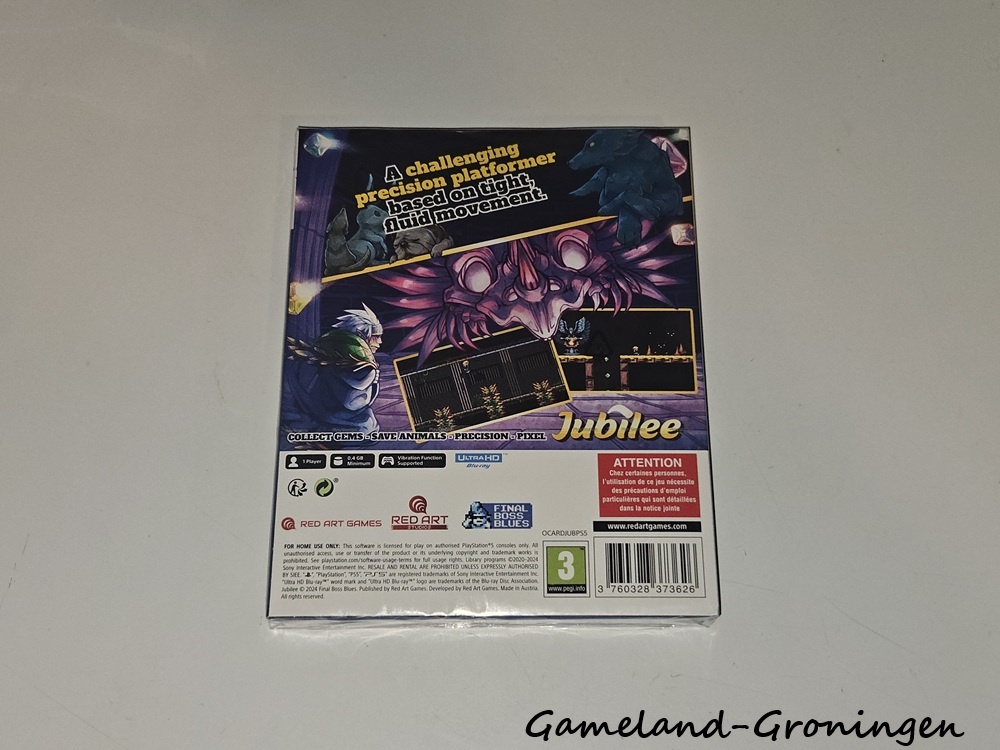 A challenging
precision platformer
based on tight,
fluid movement.
COLLECT GEMS - SAVE ANIMALS - PRECISION - PIXEL
Jubilee
1 Player
0.4 GB
Minimum
Vibration Function
Supported
ULTRA HD
Blu-ray™
ATTENTION
Chez certaines personnes,
l'utilisation de ce jeu nécessite
des précautions d'emploi
particulières qui sont détaillées
dans la notice jointe
www.redartgames.com
RED ART GAMES
RED ART
STUDIOS
FINAL
BOSS
BLUES
OCARDJUBPS5
FOR HOME USE ONLY: This software is licensed for play on authorised PlayStation®5 consoles only. All
unauthorised access, use or transfer of the product or its underlying copyright and trademark works is
prohibited. See playstation.com/software-usage-terms for full usage rights. Library programs ©2020-2024
Sony Interactive Entertainment Inc. RESALE AND RENTAL ARE PROHIBITED UNLESS EXPRESSLY AUTHORISED
BY SIEE. "PlayStation", "PS5", "PS5" are registered trademarks of Sony Interactive Entertainment Inc.
"Ultra HD Blu-ray™" word mark and "Ultra HD Blu-ray™" logo are trademarks of the Blu-ray Disc Association.
Jubilee © 2024 Final Boss Blues. Published by Red Art Games. Developed by Red Art Games. Made in Austria.
All rights reserved.
3
www.pegi.info
3 760328 373626
Gameland-Groningen